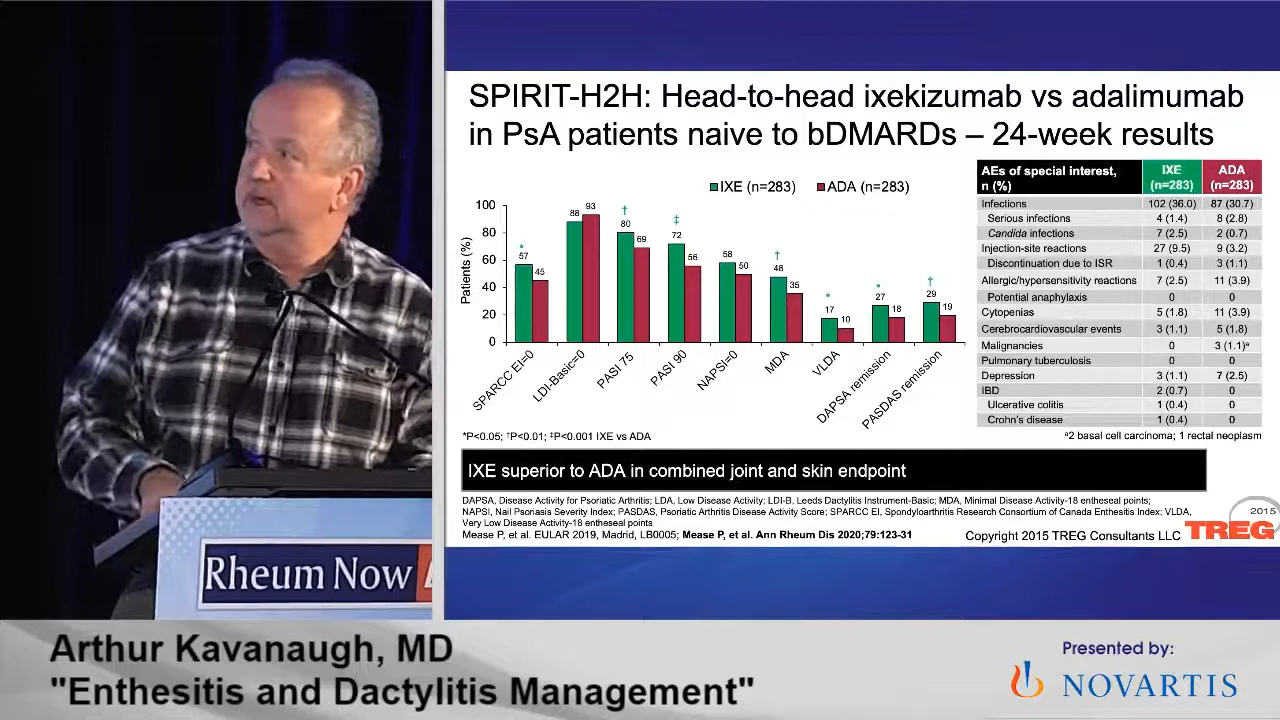 SPIRIT-H2H: Head-to-head ixekizumab vs adalimumab
in PsA patients naive to bDMARDs – 24-week results
IXE (n=283) ADA (n=283)
Patients (%)
100
80
60
40
20
0
*
57 45
88 93
†
80 69
‡
72 56
58 50
†
48 35
*
17 10
*
27 18
†
29 19
SPARCC EI=0
LDI-Basic=0
PASI 75
PASI 90
NAPSI=0
MDA
VLDA
DAPSA remission
PASDAS remission
*P<0.05; †P<0.01; ‡P<0.001 IXE vs ADA
AEs of special interest, n (%) IXE (n=283) ADA (n=283)
Infections 102 (36.0) 87 (30.7)
Serious infections 4 (1.4) 8 (2.8)
Candida infections 7 (2.5) 2 (0.7)
Injection-site reactions 27 (9.5) 9 (3.2)
Discontinuation due to ISR 1 (0.4) 3 (1.1)
Allergic/hypersensitivity reactions 7 (2.5) 11 (3.9)
Potential anaphylaxis 0 0
Cytopenias 5 (1.8) 11 (3.9)
Cerebrocardiovascular events 3 (1.1) 5 (1.8)
Malignancies 0 3 (1.1)ᵃ
Pulmonary tuberculosis 0 0
Depression 3 (1.1) 7 (2.5)
IBD 2 (0.7) 0
Ulcerative colitis 1 (0.4) 0
Crohn's disease 1 (0.4) 0
ᵃ2 basal cell carcinoma; 1 rectal neoplasm
IXE superior to ADA in combined joint and skin endpoint
DAPSA, Disease Activity for Psoriatic Arthritis; LDA, Low Disease Activity; LDI-B, Leeds Dactylitis Instrument-Basic; MDA, Minimal Disease Activity-18 entheseal points;
NAPSI, Nail Psoriasis Severity Index; PASDAS, Psoriatic Arthritis Disease Activity Score; SPARCC EI, Spondyloarthritis Research Consortium of Canada Enthesitis Index; VLDA,
Very Low Disease Activity-18 entheseal points
Mease P, et al. EULAR 2019, Madrid, LB0005; Mease P, et al. Ann Rheum Dis 2020;79:123-31
Copyright 2015 TREG Consultants LLC
2015
TREG
Rheum Now
Arthur Kavanaugh, MD
"Enthesitis and Dactylitis Management"
Presented by:
NOVARTIS